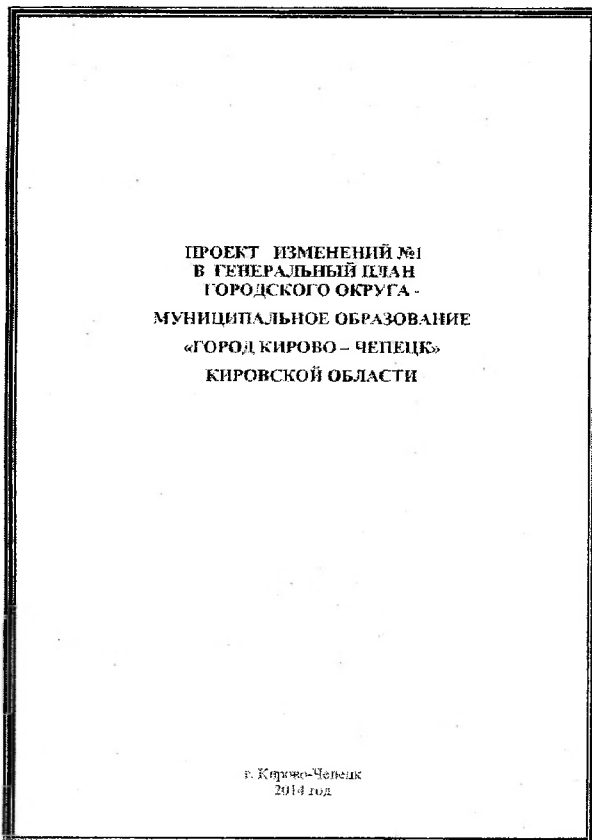 ПРОЕКТ ИЗМЕНЕНИЙ №1
В ГЕНЕРАЛЬНЫЙ ПЛАН
ГОРОДСКОГО ОКРУГА -
МУНИЦИПАЛЬНОЕ ОБРАЗОВАНИЕ
«ГОРОД КИРОВО – ЧЕПЕЦК»
КИРОВСКОЙ ОБЛАСТИ
г. Кирово-Чепецк
2014 год